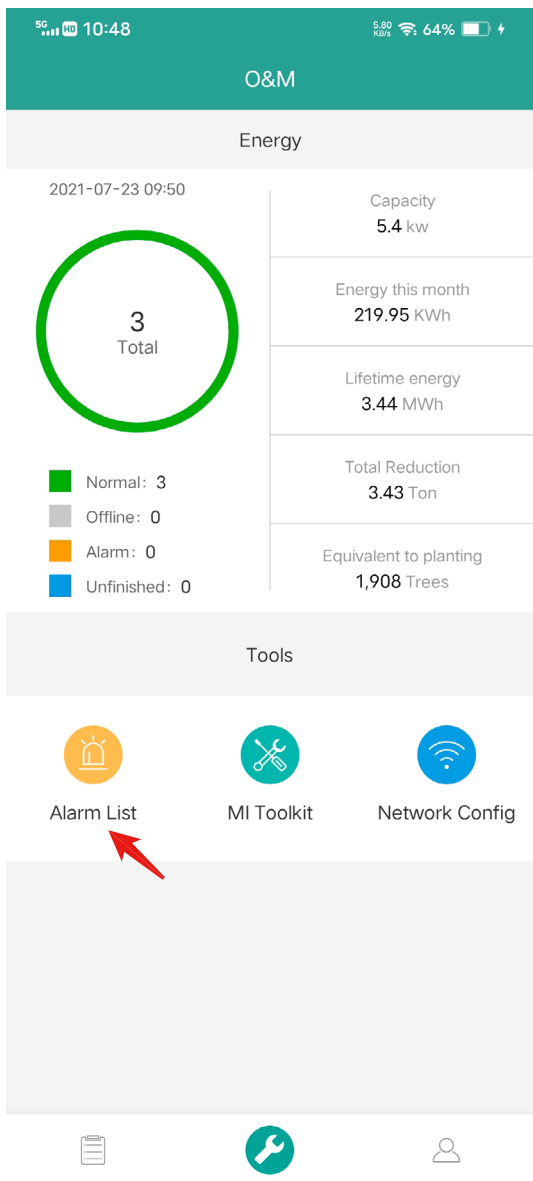 5G HD 10:48 5.80 KB/s 64%
O&M
Energy
2021-07-23 09:50
3
Total
Normal: 3
Offline: 0
Alarm: 0
Unfinished: 0
Capacity
5.4 kw
Energy this month
219.95 KWh
Lifetime energy
3.44 MWh
Total Reduction
3.43 Ton
Equivalent to planting
1,908 Trees
Tools
Alarm List
MI Toolkit
Network Config